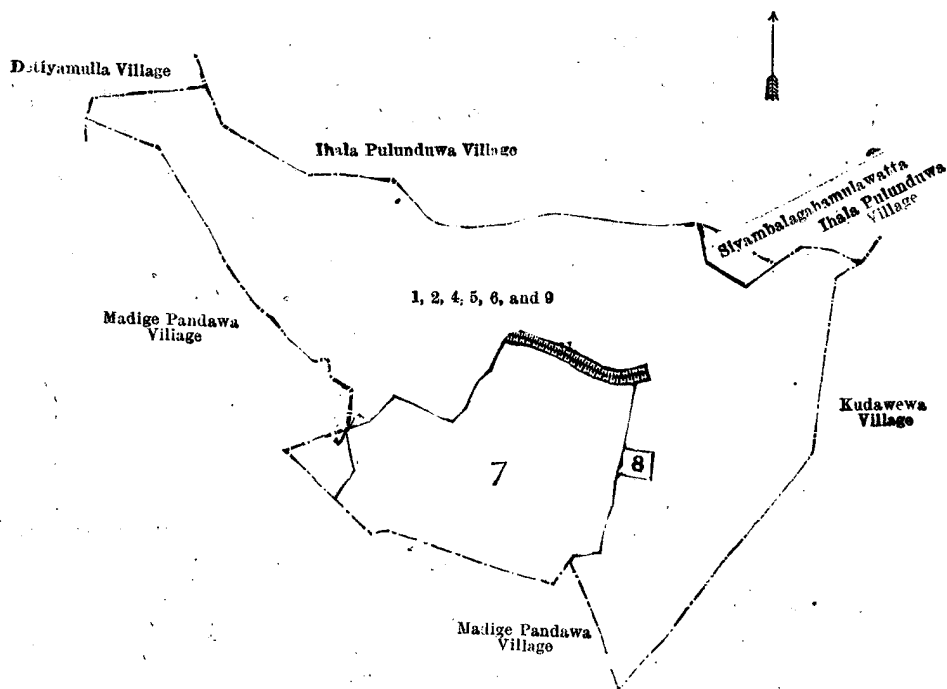 Detiyamulla Village
Ihala Pulunduwa Village
Siyambalagahamulawatta
Ihala Pulunduwa
Village
1, 2, 4, 5, 6, and 9
Madige Pandawa
Village
Kudawewa
Village
7
8
Madige Pandawa
Village